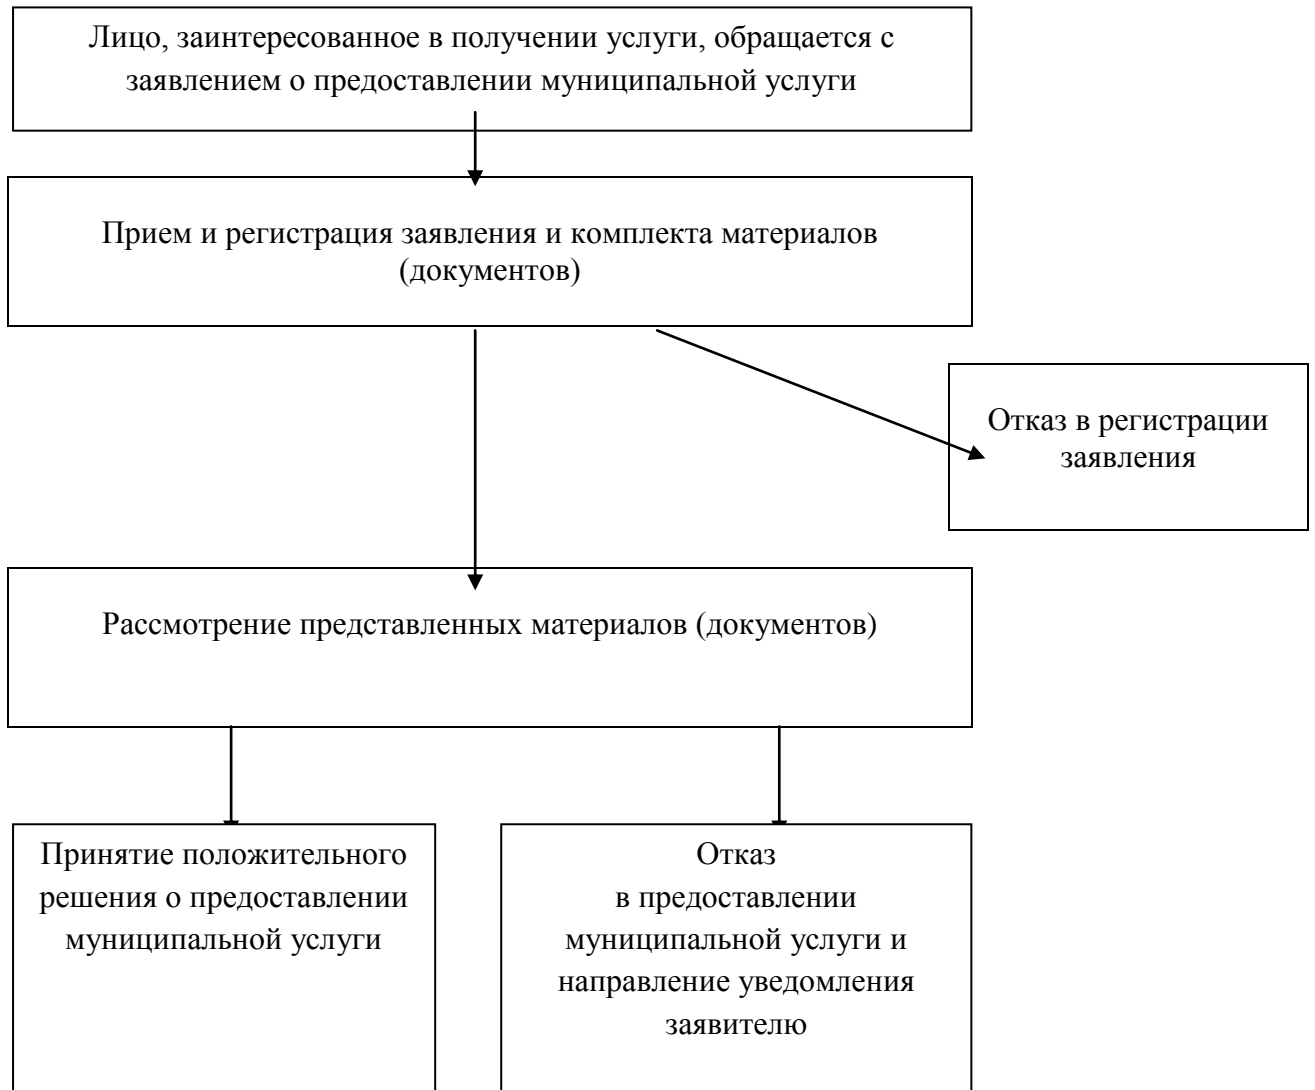 Лицо, заинтересованное в получении услуги, обращается с
заявлением о предоставлении муниципальной услуги
Прием и регистрация заявления и комплекта материалов
(документов)
Отказ в регистрации
заявления
Рассмотрение представленных материалов (документов)
Принятие положительного
решения о предоставлении
муниципальной услуги
Отказ
в предоставлении
муниципальной услуги и
направление уведомления
заявителю